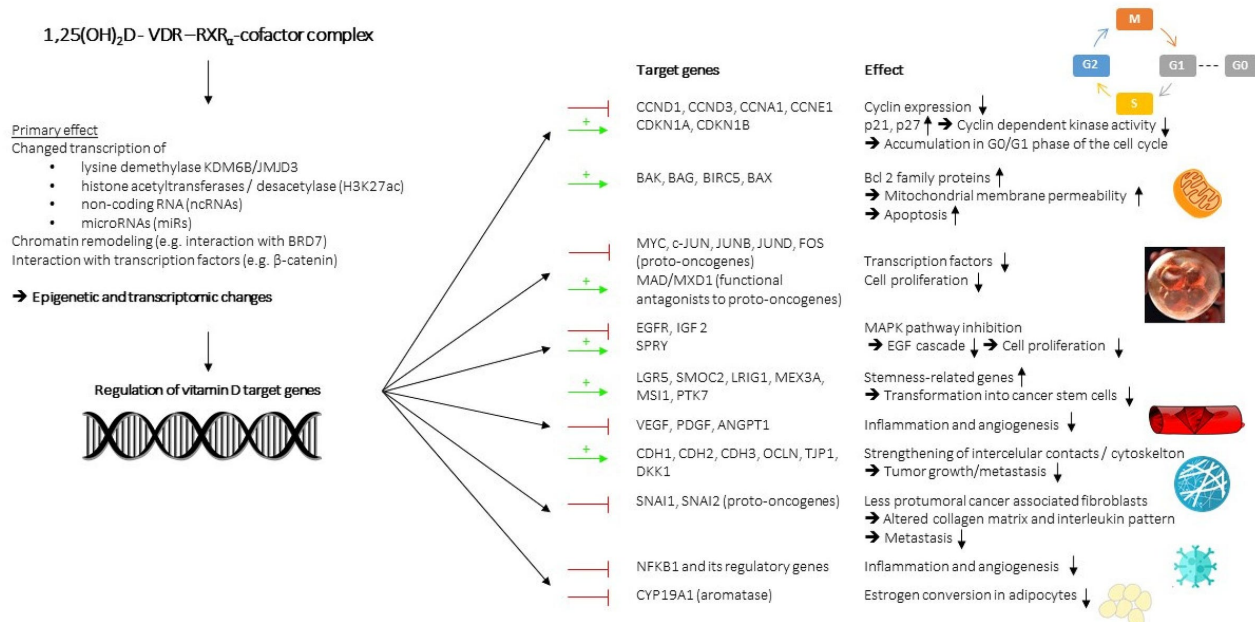 1,25(OH)₂D- VDR–RXRα-cofactor complex
Primary effect
Changed transcription of
• lysine demethylase KDM6B/JMJD3
• histone acetyltransferases / desacetylase (H3K27ac)
• non-coding RNA (ncRNAs)
• microRNAs (miRs)
Chromatin remodeling (e.g. interaction with BRD7)
Interaction with transcription factors (e.g. β-catenin)
➔ Epigenetic and transcriptomic changes
Regulation of vitamin D target genes
M
G2
G1
G0
S
Target genes
Effect
+
CCND1, CCND3, CCNA1, CCNE1
CDKN1A, CDKN1B
Cyclin expression ↓
p21, p27 ↑ ➔ Cyclin dependent kinase activity ↓
➔ Accumulation in G0/G1 phase of the cell cycle
+
BAK, BAG, BIRC5, BAX
Bcl 2 family proteins ↑
➔ Mitochondrial membrane permeability ↑
➔ Apoptosis ↑
+
MYC, c-JUN, JUNB, JUND, FOS
(proto-oncogenes)
MAD/MXD1 (functional
antagonists to proto-oncogenes)
Transcription factors ↓
Cell proliferation ↓
+
EGFR, IGF 2
SPRY
MAPK pathway inhibition
➔ EGF cascade ↓ ➔ Cell proliferation ↓
+
LGR5, SMOC2, LRIG1, MEX3A,
MSI1, PTK7
Stemness-related genes ↑
➔ Transformation into cancer stem cells ↓
VEGF, PDGF, ANGPT1
Inflammation and angiogenesis ↓
+
CDH1, CDH2, CDH3, OCLN, TJP1,
DKK1
Strengthening of intercelular contacts / cytoskelton
➔ Tumor growth/metastasis ↓
SNAI1, SNAI2 (proto-oncogenes)
Less protumoral cancer associated fibroblasts
➔ Altered collagen matrix and interleukin pattern
➔ Metastasis ↓
NFKB1 and its regulatory genes
Inflammation and angiogenesis ↓
CYP19A1 (aromatase)
Estrogen conversion in adipocytes ↓